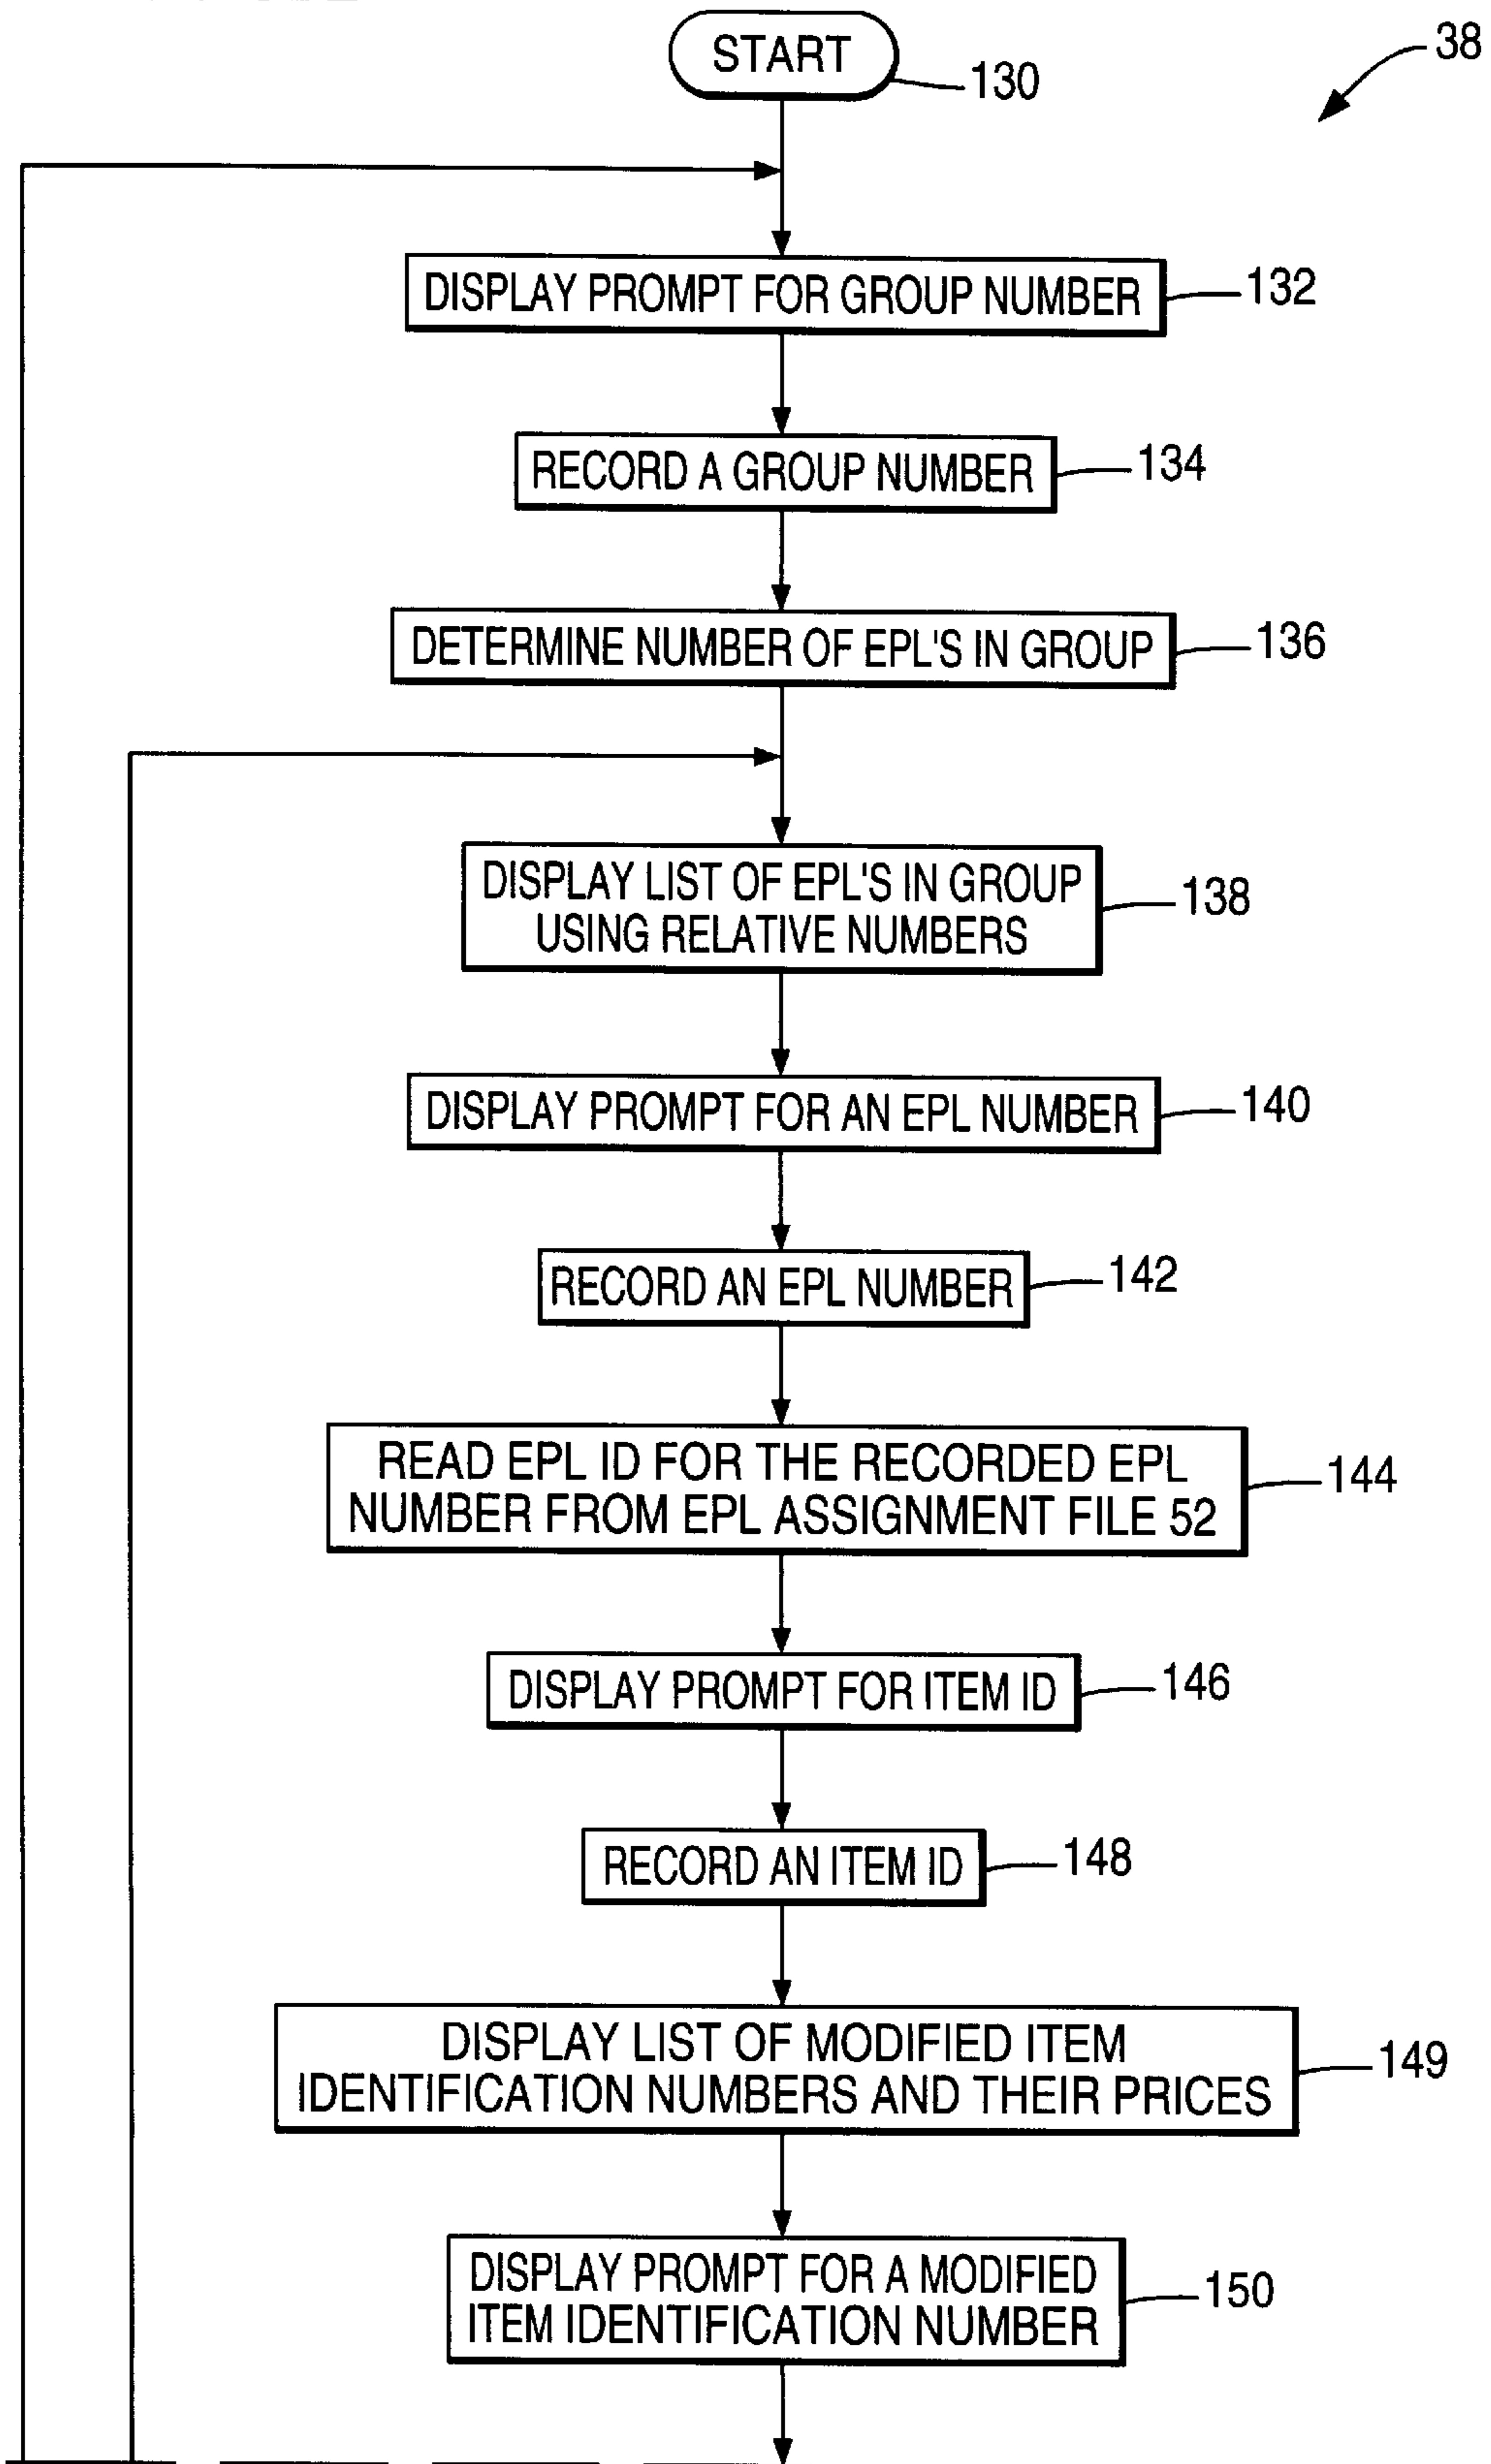 START
130
38
DISPLAY PROMPT FOR GROUP NUMBER
132
RECORD A GROUP NUMBER
134
DETERMINE NUMBER OF EPL'S IN GROUP
136
DISPLAY LIST OF EPL'S IN GROUP
USING RELATIVE NUMBERS
138
DISPLAY PROMPT FOR AN EPL NUMBER
140
RECORD AN EPL NUMBER
142
READ EPL ID FOR THE RECORDED EPL
NUMBER FROM EPL ASSIGNMENT FILE 52
144
DISPLAY PROMPT FOR ITEM ID
146
RECORD AN ITEM ID
148
DISPLAY LIST OF MODIFIED ITEM
IDENTIFICATION NUMBERS AND THEIR PRICES
149
DISPLAY PROMPT FOR A MODIFIED
ITEM IDENTIFICATION NUMBER
150